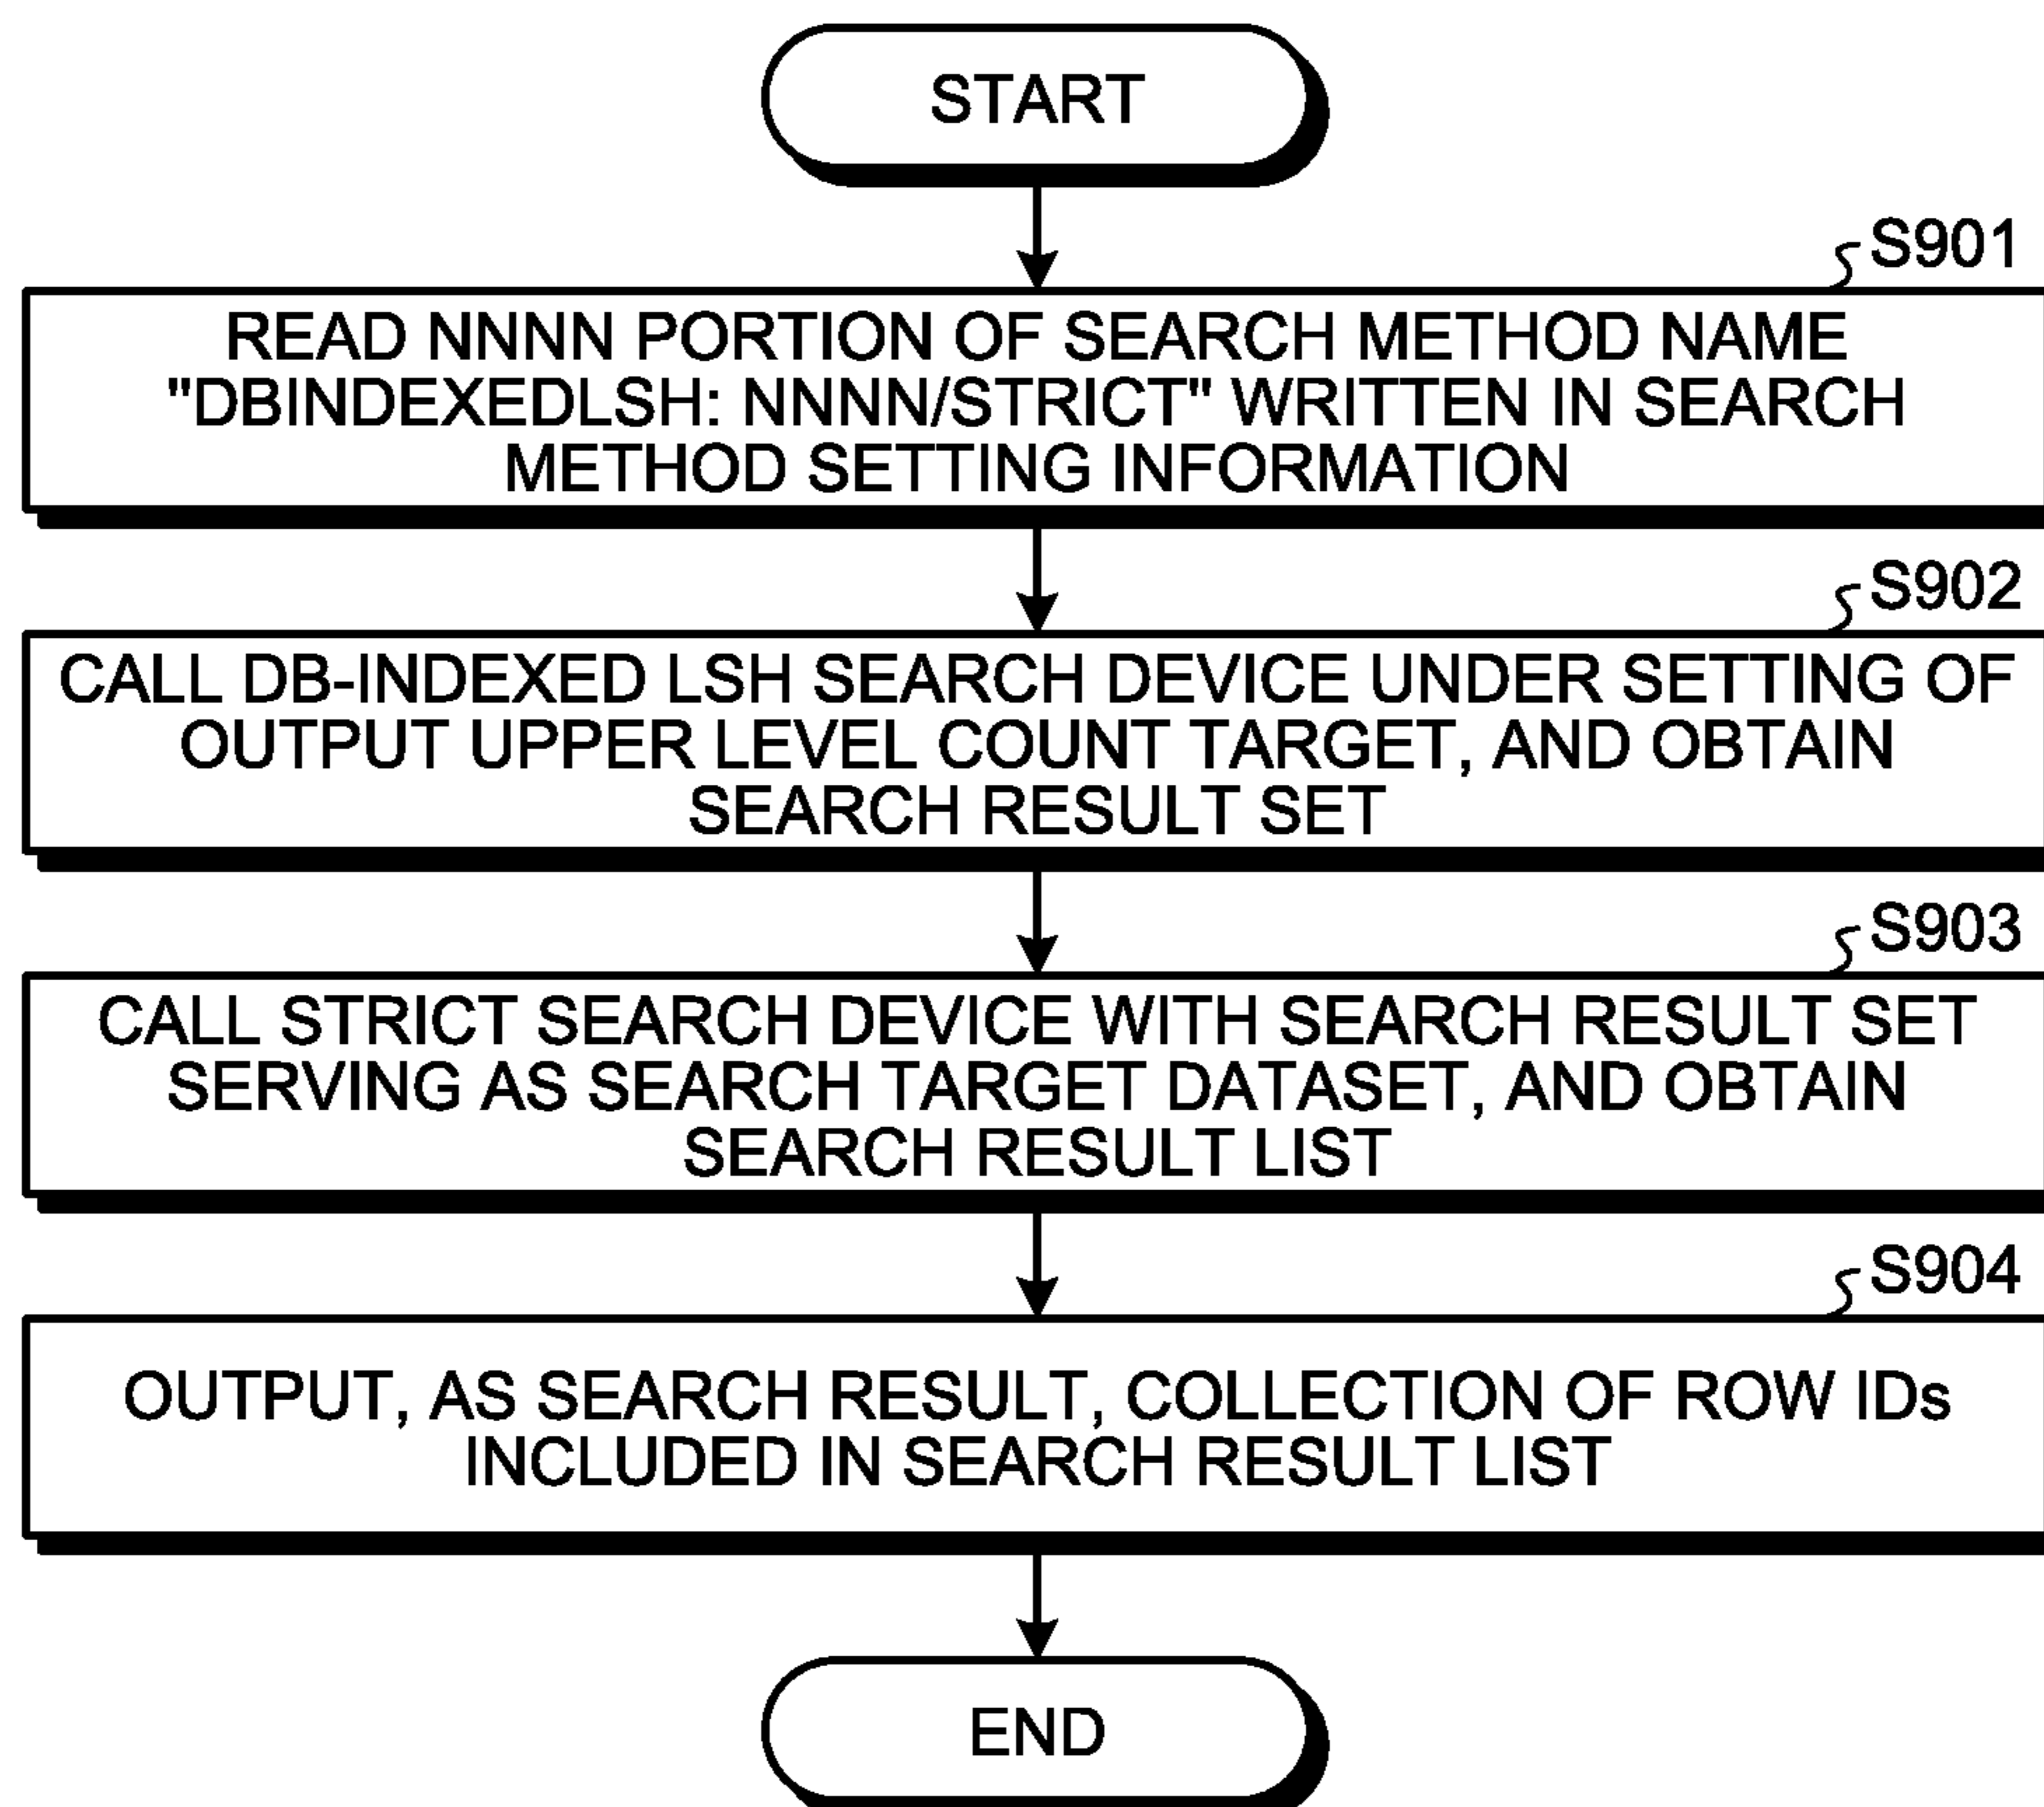 START
S901
READ NNNN PORTION OF SEARCH METHOD NAME
"DBINDEXEDLSH: NNNN/STRICT" WRITTEN IN SEARCH
METHOD SETTING INFORMATION
S902
CALL DB-INDEXED LSH SEARCH DEVICE UNDER SETTING OF
OUTPUT UPPER LEVEL COUNT TARGET, AND OBTAIN
SEARCH RESULT SET
S903
CALL STRICT SEARCH DEVICE WITH SEARCH RESULT SET
SERVING AS SEARCH TARGET DATASET, AND OBTAIN
SEARCH RESULT LIST
S904
OUTPUT, AS SEARCH RESULT, COLLECTION OF ROW IDs
INCLUDED IN SEARCH RESULT LIST
END